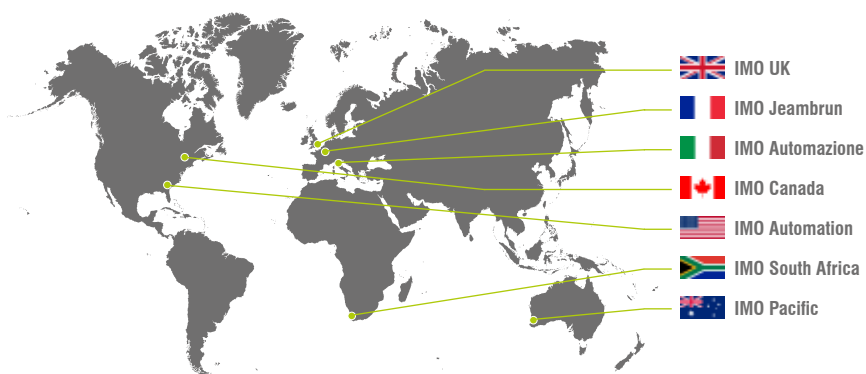 IMO UK
IMO Jeambrun
IMO Automazione
IMO Canada
IMO Automation
IMO South Africa
IMO Pacific